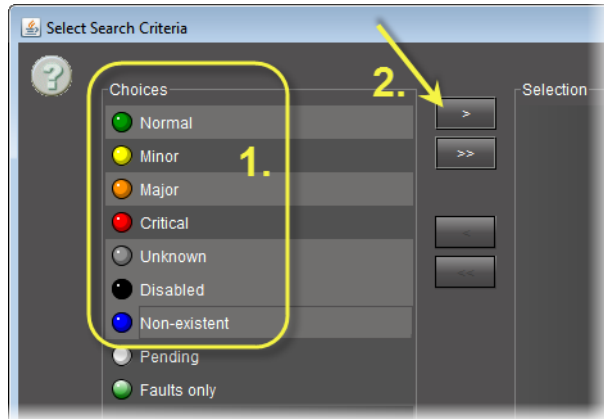 Select Search Criteria
?
Choices
2.
Selection
Normal
>
Minor
1.
>>
Major
Critical
<
Unknown
<<
Disabled
Non-existent
Pending
Faults only